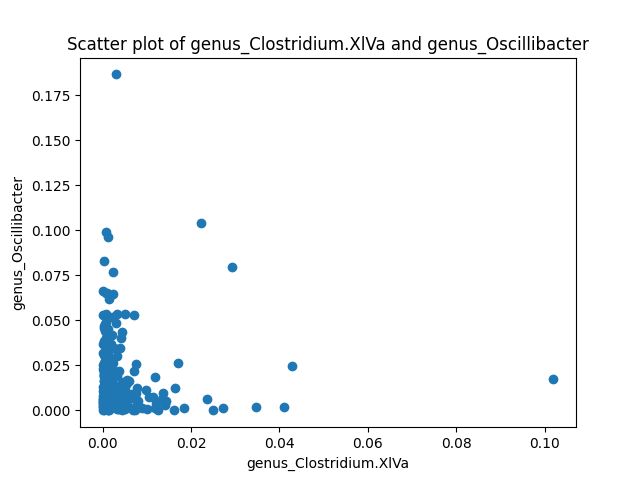 Scatter plot of genus_Clostridium.XlVa and genus_Oscillibacter
genus_Oscillibacter
0.175
0.150
0.125
0.100
0.075
0.050
0.025
0.000
0.00 0.02 0.04 0.06 0.08 0.10
genus_Clostridium.XlVa